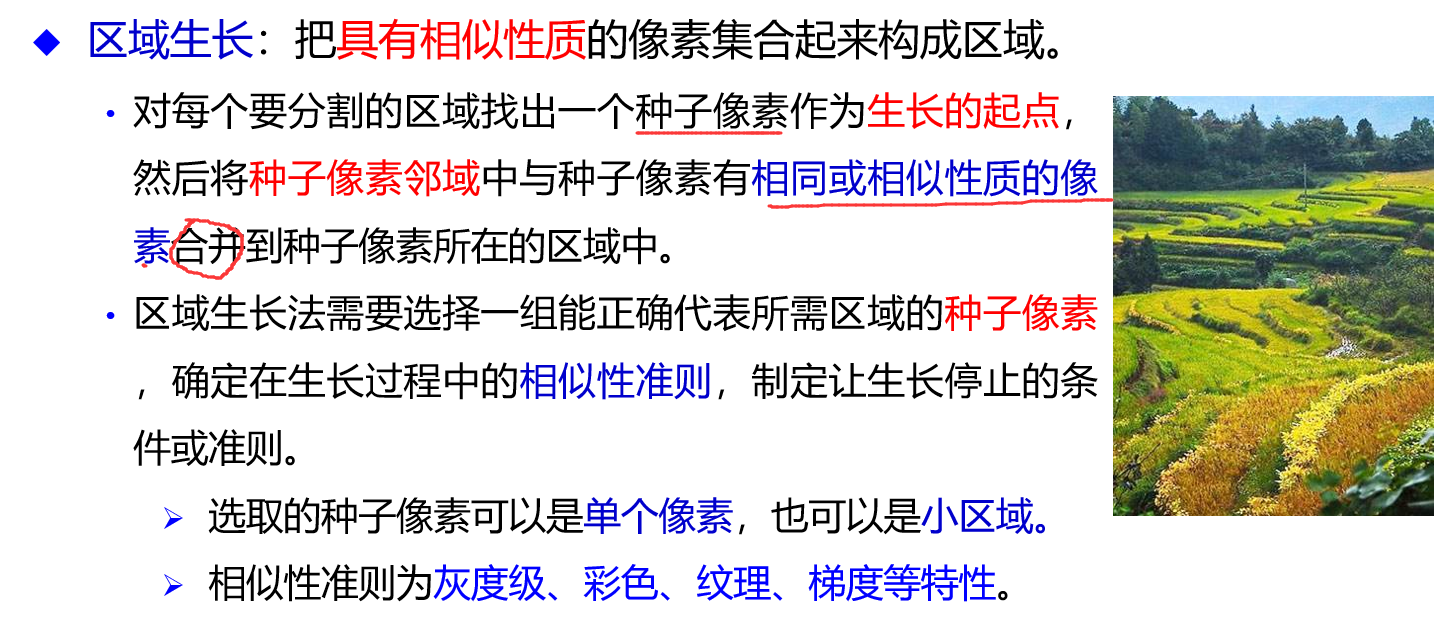 ◆ 区域生长：把具有相似性质的像素集合起来构成区域。
• 对每个要分割的区域找出一个种子像素作为生长的起点，
然后将种子像素邻域中与种子像素有相同或相似性质的像
素合并到种子像素所在的区域中。
• 区域生长法需要选择一组能正确代表所需区域的种子像素
，确定在生长过程中的相似性准则，制定让生长停止的条
件或准则。
➢ 选取的种子像素可以是单个像素，也可以是小区域。
➢ 相似性准则为灰度级、彩色、纹理、梯度等特性。